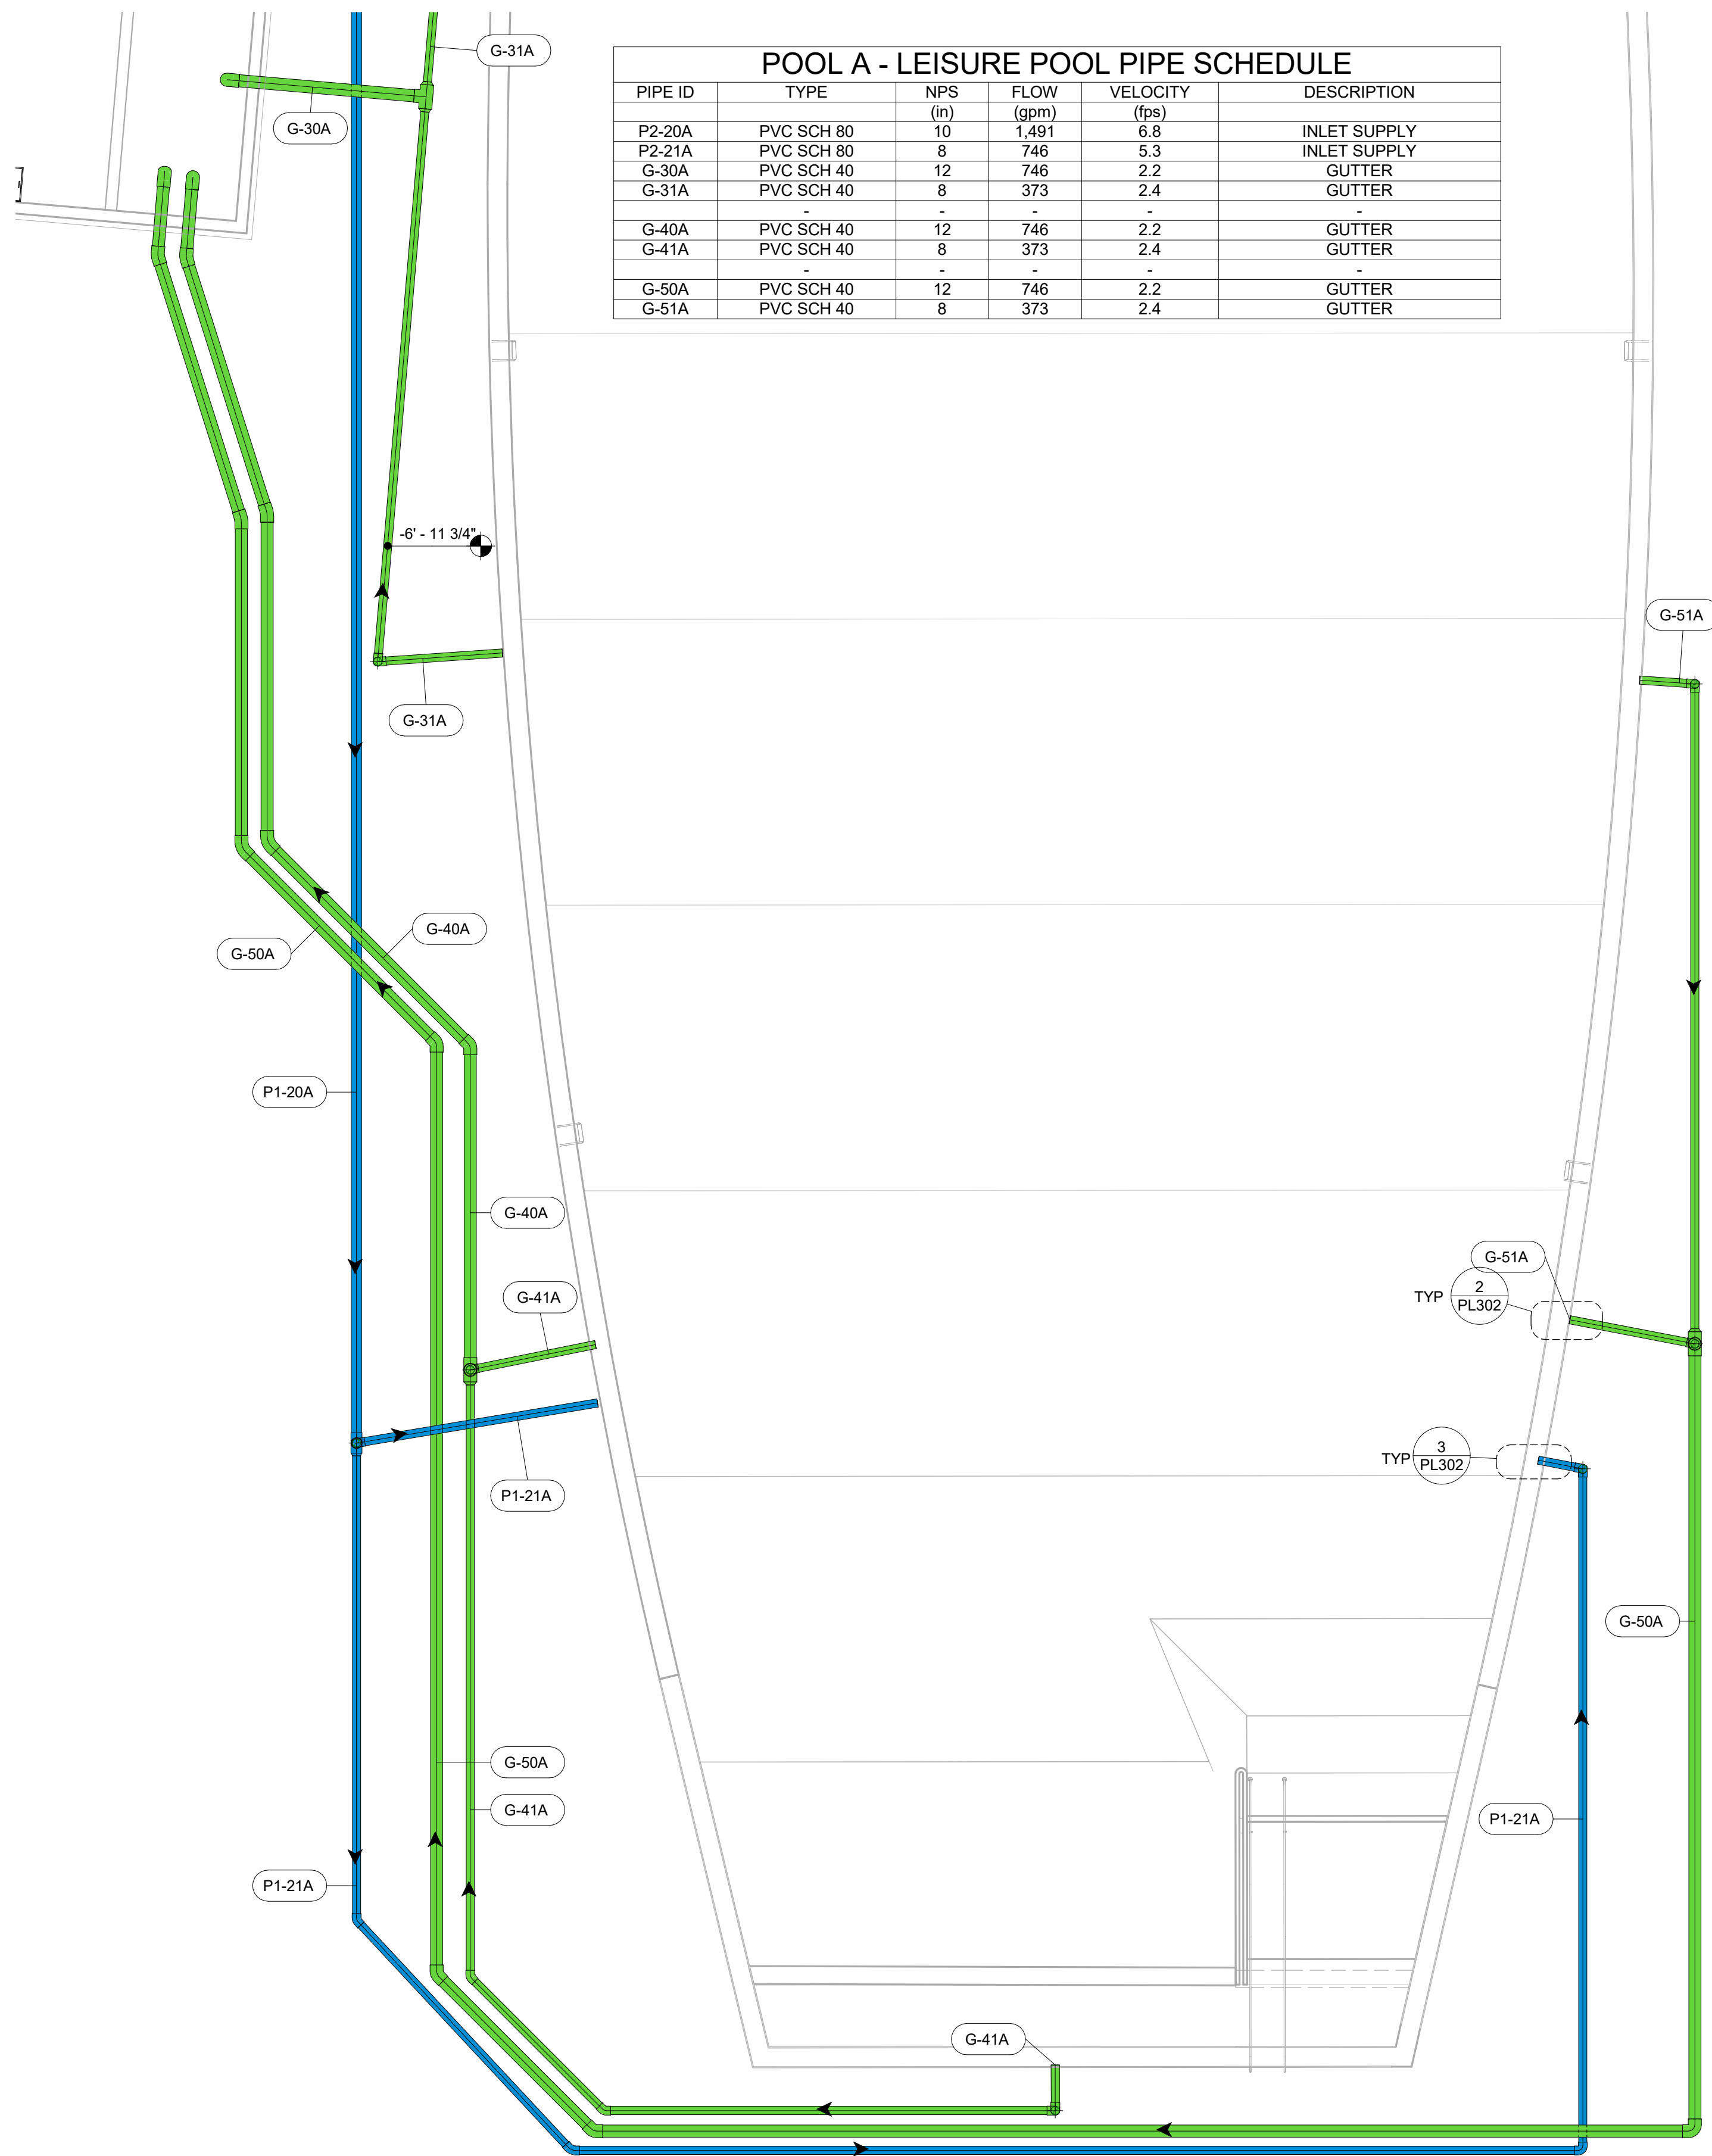 G-31A
POOL A - LEISURE POOL PIPE SCHEDULE
PIPE ID TYPE NPS FLOW VELOCITY DESCRIPTION
(in) (gpm) (fps)
P2-20A PVC SCH 80 10 1,491 6.8 INLET SUPPLY
P2-21A PVC SCH 80 8 746 5.3 INLET SUPPLY
G-30A PVC SCH 40 12 746 2.2 GUTTER
G-31A PVC SCH 40 8 373 2.4 GUTTER
- - - - -
G-40A PVC SCH 40 12 746 2.2 GUTTER
G-41A PVC SCH 40 8 373 2.4 GUTTER
- - - - -
G-50A PVC SCH 40 12 746 2.2 GUTTER
G-51A PVC SCH 40 8 373 2.4 GUTTER
G-30A
-6' - 11 3/4"
G-51A
G-31A
G-40A
G-50A
P1-20A
G-40A
G-51A
TYP 2
PL302
G-41A
TYP 3
PL302
P1-21A
G-50A
G-50A
G-41A
P1-21A
P1-21A
G-41A